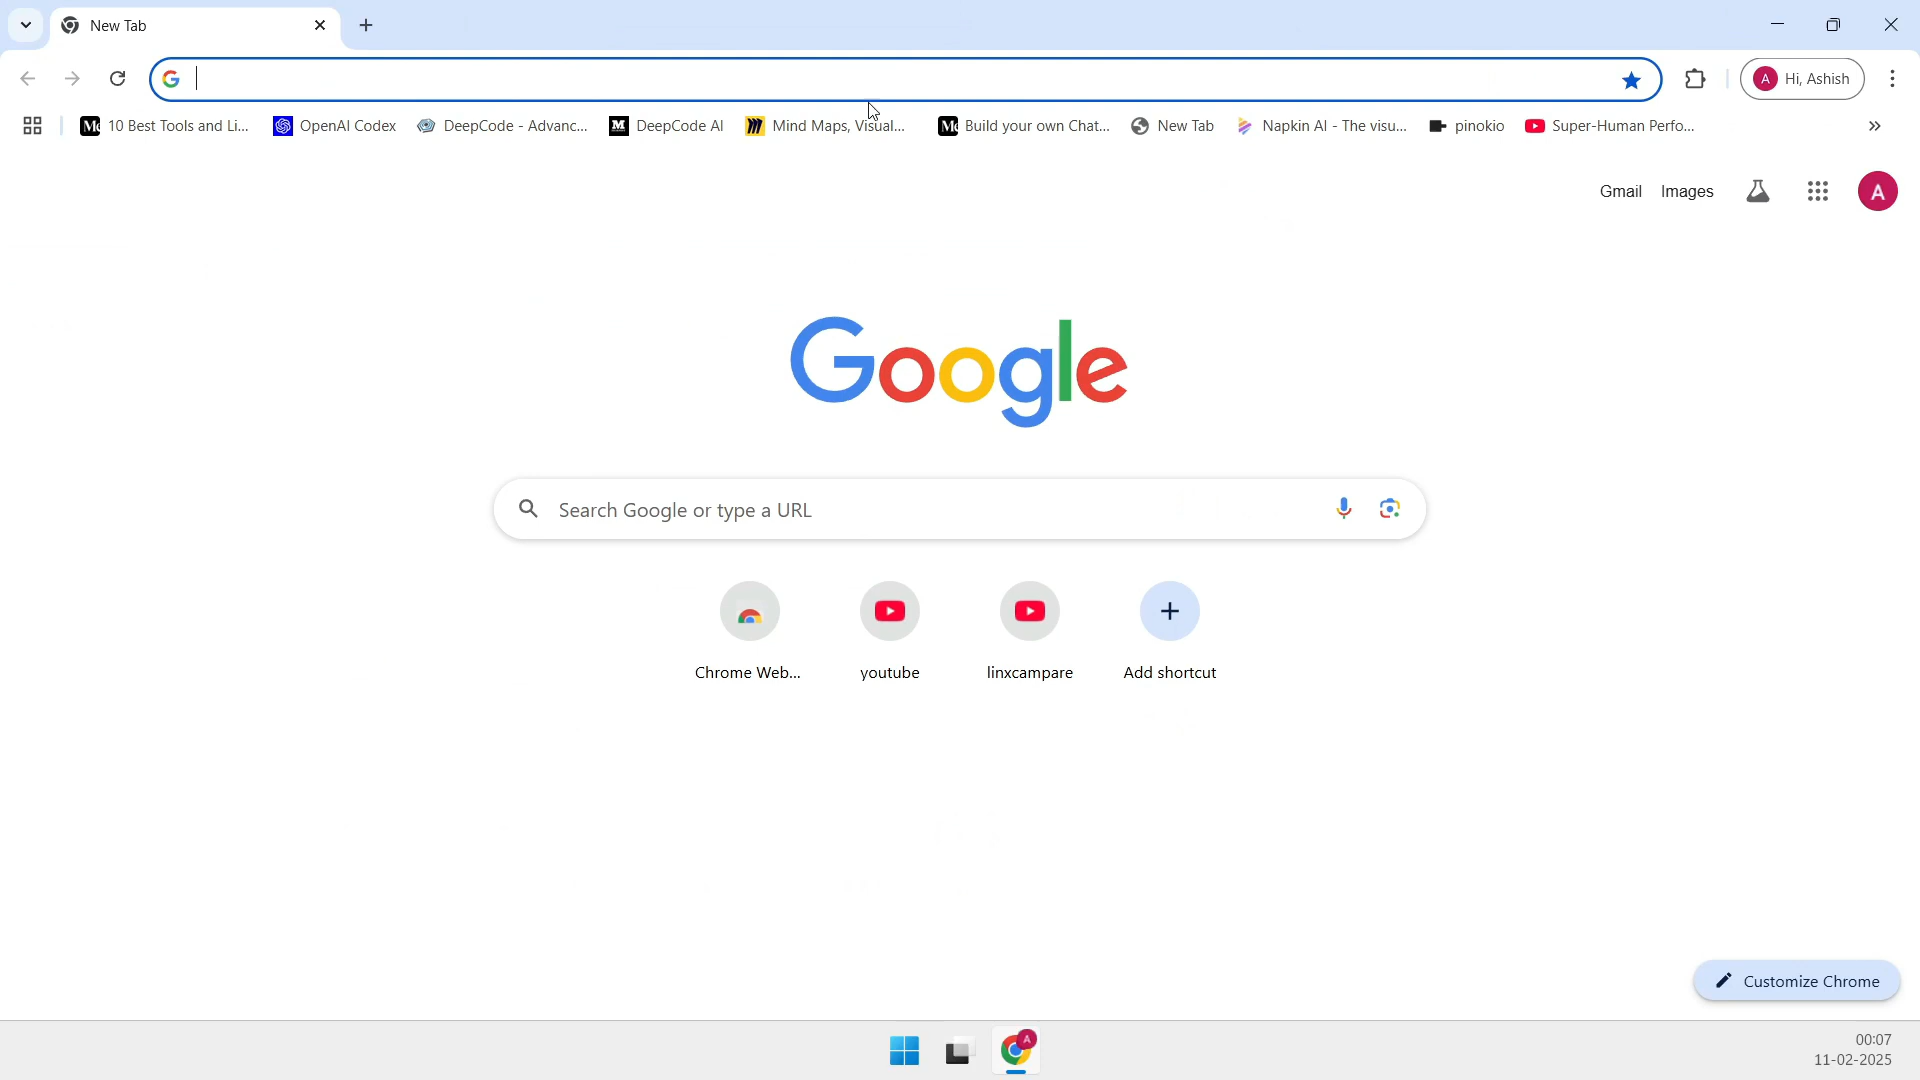 New Tab
Hi, Ashish
10 Best Tools and Li...
OpenAI Codex
DeepCode - Advanc...
DeepCode AI
Mind Maps, Visual...
Build your own Chat...
New Tab
Napkin AI - The visu...
pinokio
Super-Human Perfo...
Gmail
Images
A
Google
Search Google or type a URL
Chrome Web...
youtube
linxcampare
Add shortcut
Customize Chrome
00:07
11-02-2025